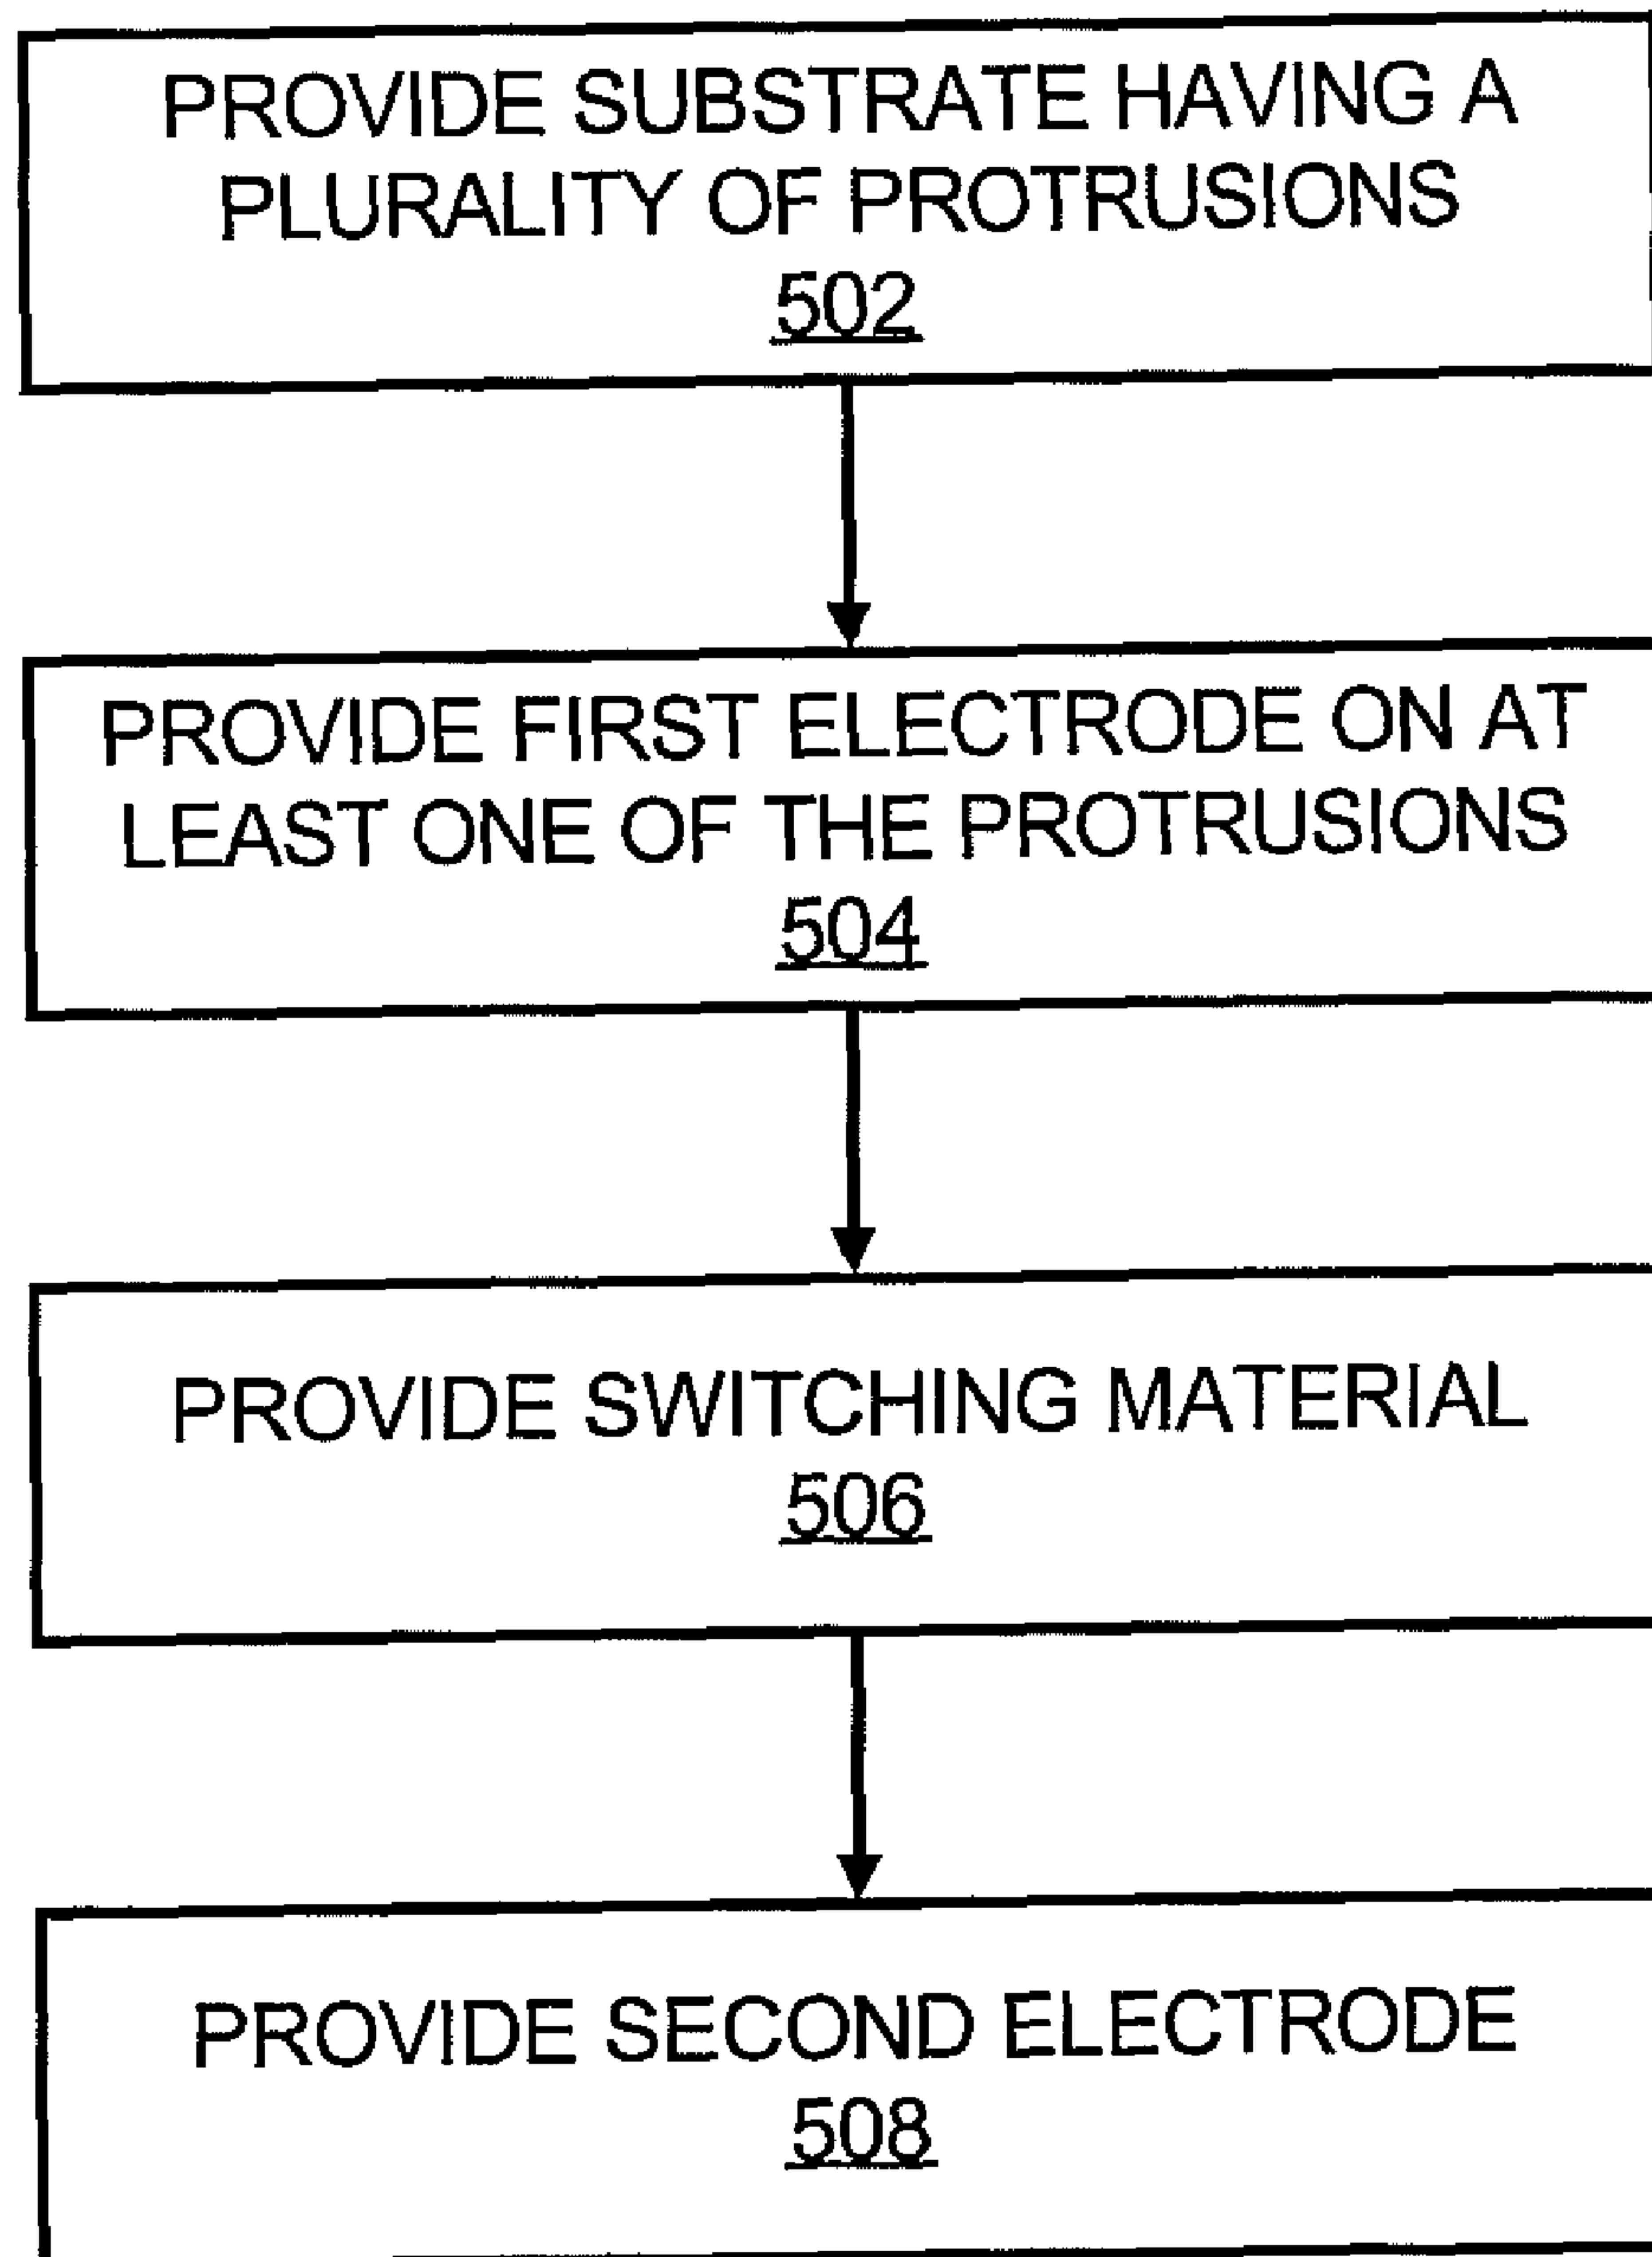 PROVIDE SUBSTRATE HAVING A
PLURALITY OF PROTRUSIONS
502
PROVIDE FIRST ELECTRODE ON AT
LEAST ONE OF THE PROTRUSIONS
504
PROVIDE SWITCHING MATERIAL
506
PROVIDE SECOND ELECTRODE
508